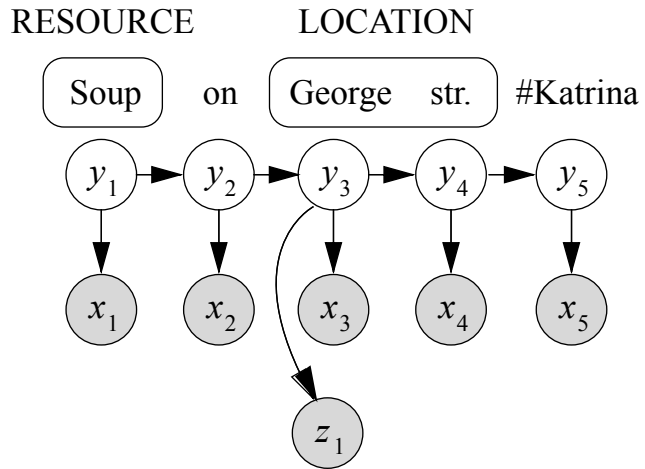 RESOURCE LOCATION
Soup on George str. #Katrina
y1 y2 y3 y4 y5
x1 x2 x3 x4 x5
z1